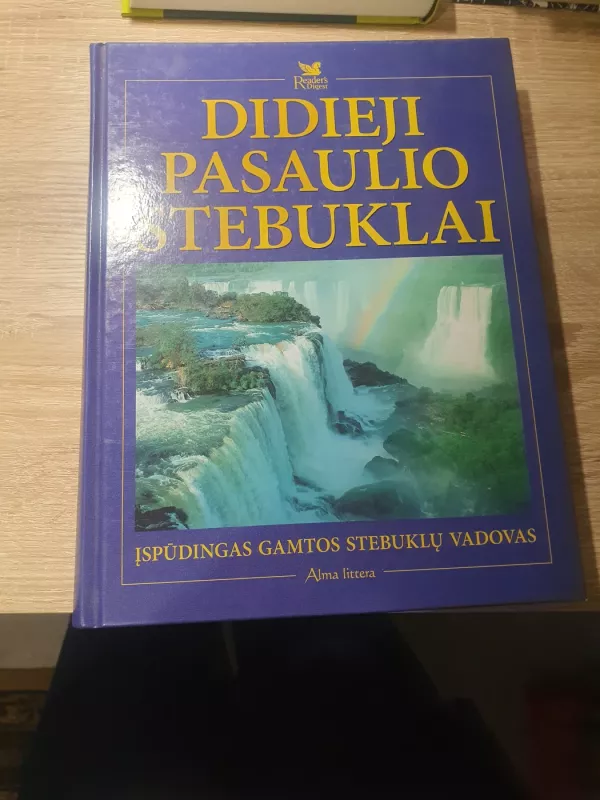 Reader's
Digest
DIDIEJI
PASAULIO
STEBUKLAI
ĮSPŪDINGAS GAMTOS STEBUKLŲ VADOVAS
Alma littera